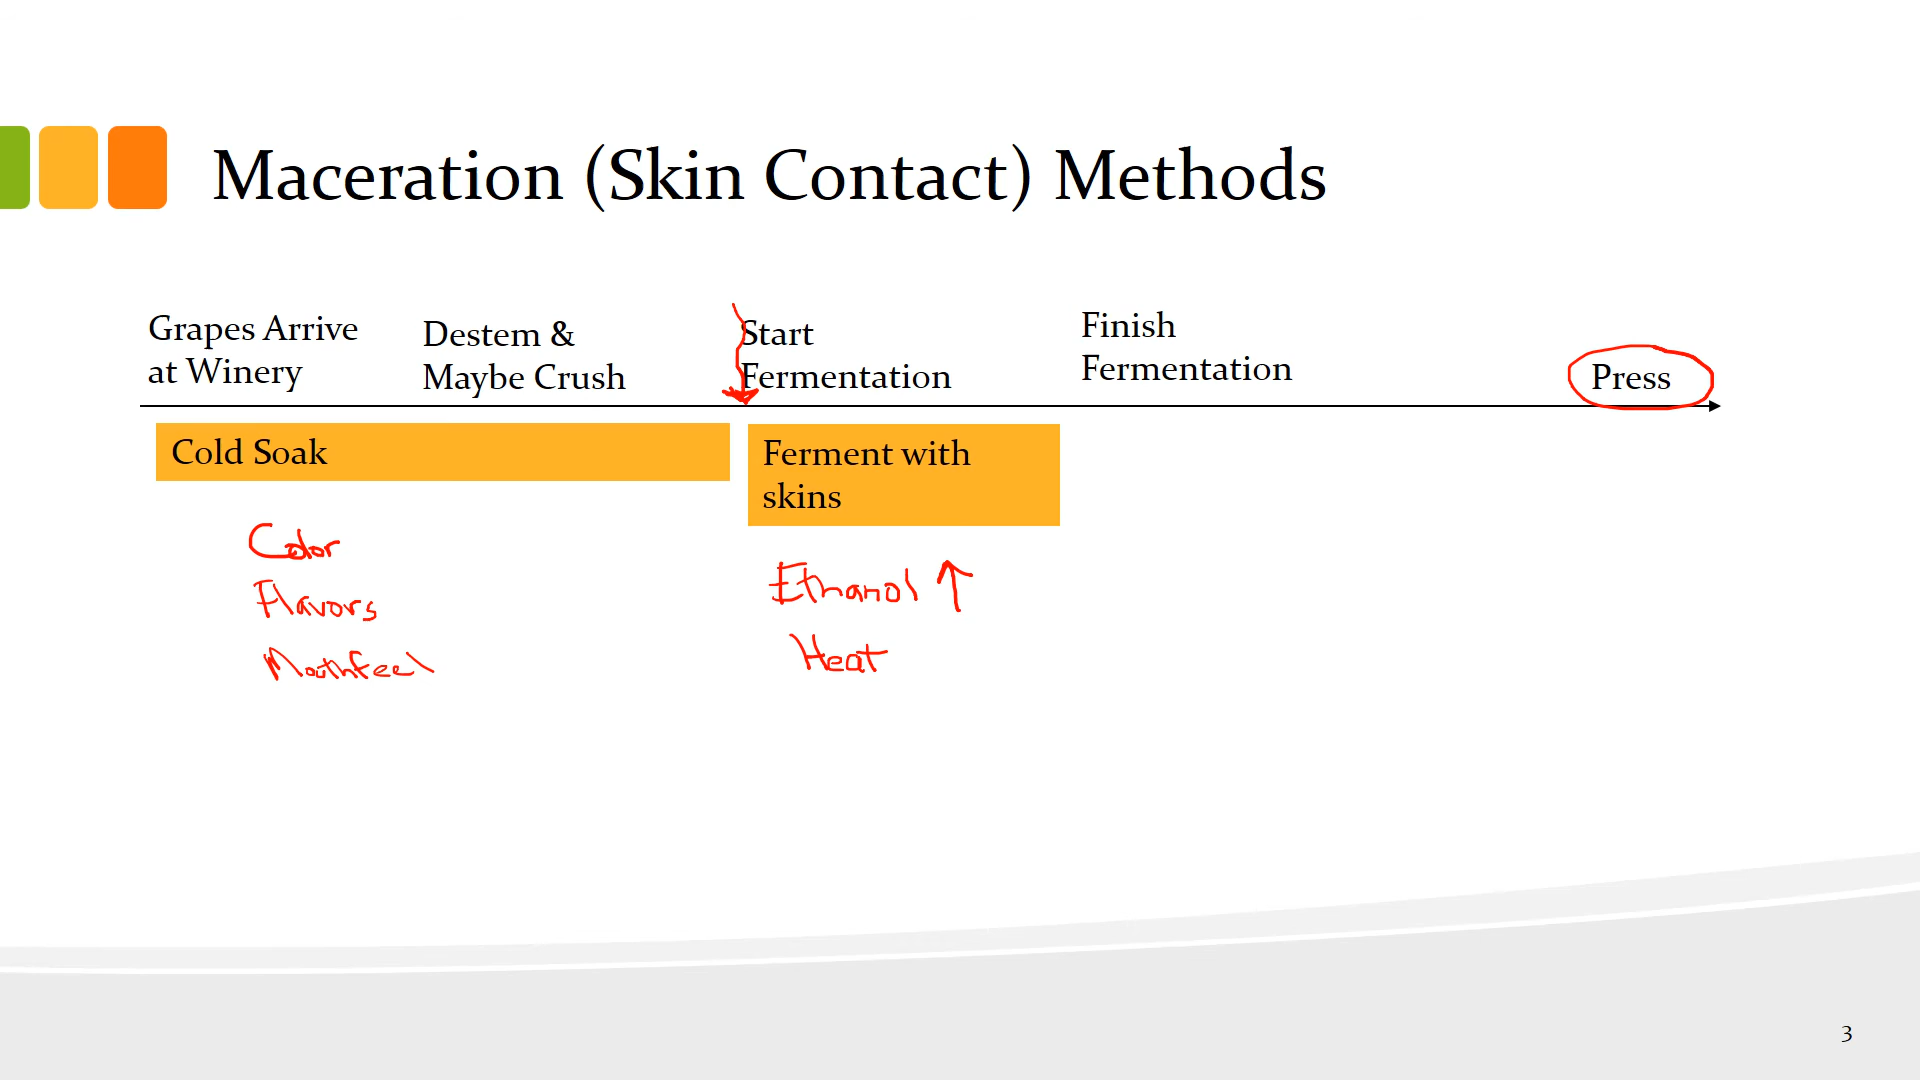 Maceration (Skin Contact) Methods
Grapes Arrive
at Winery
Destem &
Maybe Crush
Start
Fermentation
Finish
Fermentation
Press
Cold Soak
Ferment with
skins
Color
Flavors
Mouthfeel
Ethanol ↑
Heat
3